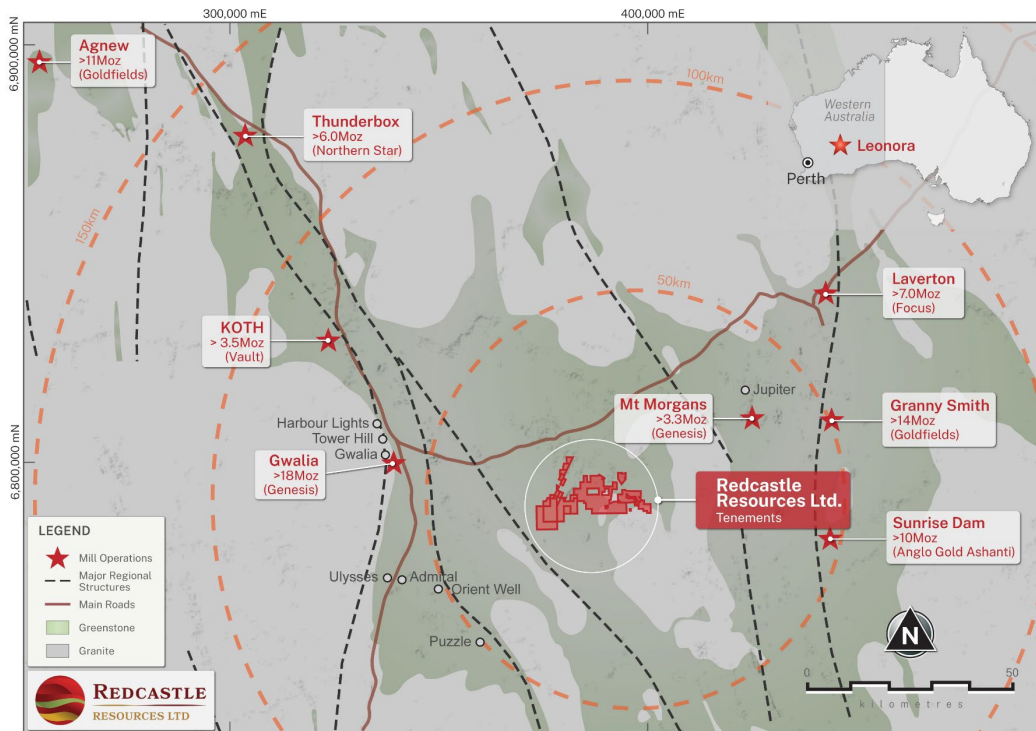 300,000 mE
400,000 mE
6,900,000 mN
6,800,000 mN
Agnew
>11Moz
(Goldfields)
Thunderbox
>6.0Moz
(Northern Star)
100km
150km
50km
Western
Australia
Leonora
Perth
Laverton
>7.0Moz
(Focus)
KOTH
> 3.5Moz
(Vault)
Jupiter
Mt Morgans
>3.3Moz
(Genesis)
Granny Smith
>14Moz
(Goldfields)
Harbour Lights
Tower Hill
Gwalia
Gwalia
>18Moz
(Genesis)
Redcastle
Resources Ltd.
Tenements
Sunrise Dam
>10Moz
(Anglo Gold Ashanti)
Ulysses
Admiral
Orient Well
Puzzle
LEGEND
Mill Operations
Major Regional
Structures
Main Roads
Greenstone
Granite
REDCASTLE
RESOURCES LTD
N
0
50
kilometres